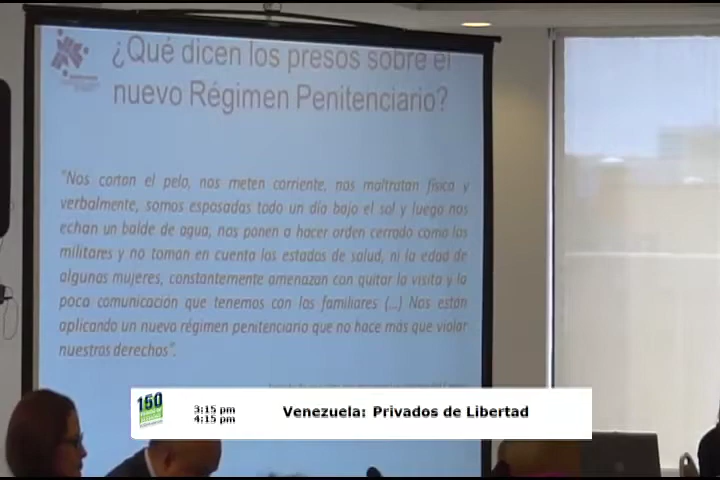 ¿Qué dicen los presos sobre el
nuevo Régimen Penitenciario?
"Nos cortan el pelo, nos meten corriente, nos maltratan física y
verbalmente, somos esposadas todo un día bajo el sol y luego nos
echan un balde de agua, nos ponen a hacer orden cerrado como los
militares y no toman en cuenta los estados de salud, ni la edad de
algunas mujeres, constantemente amenazan con quitar la visita y la
poca comunicación que tenemos con los familiares (...) Nos están
aplicando un nuevo régimen penitenciario que no hace más que violar
nuestros derechos".
150
3:15 pm
4:15 pm
Venezuela: Privados de Libertad